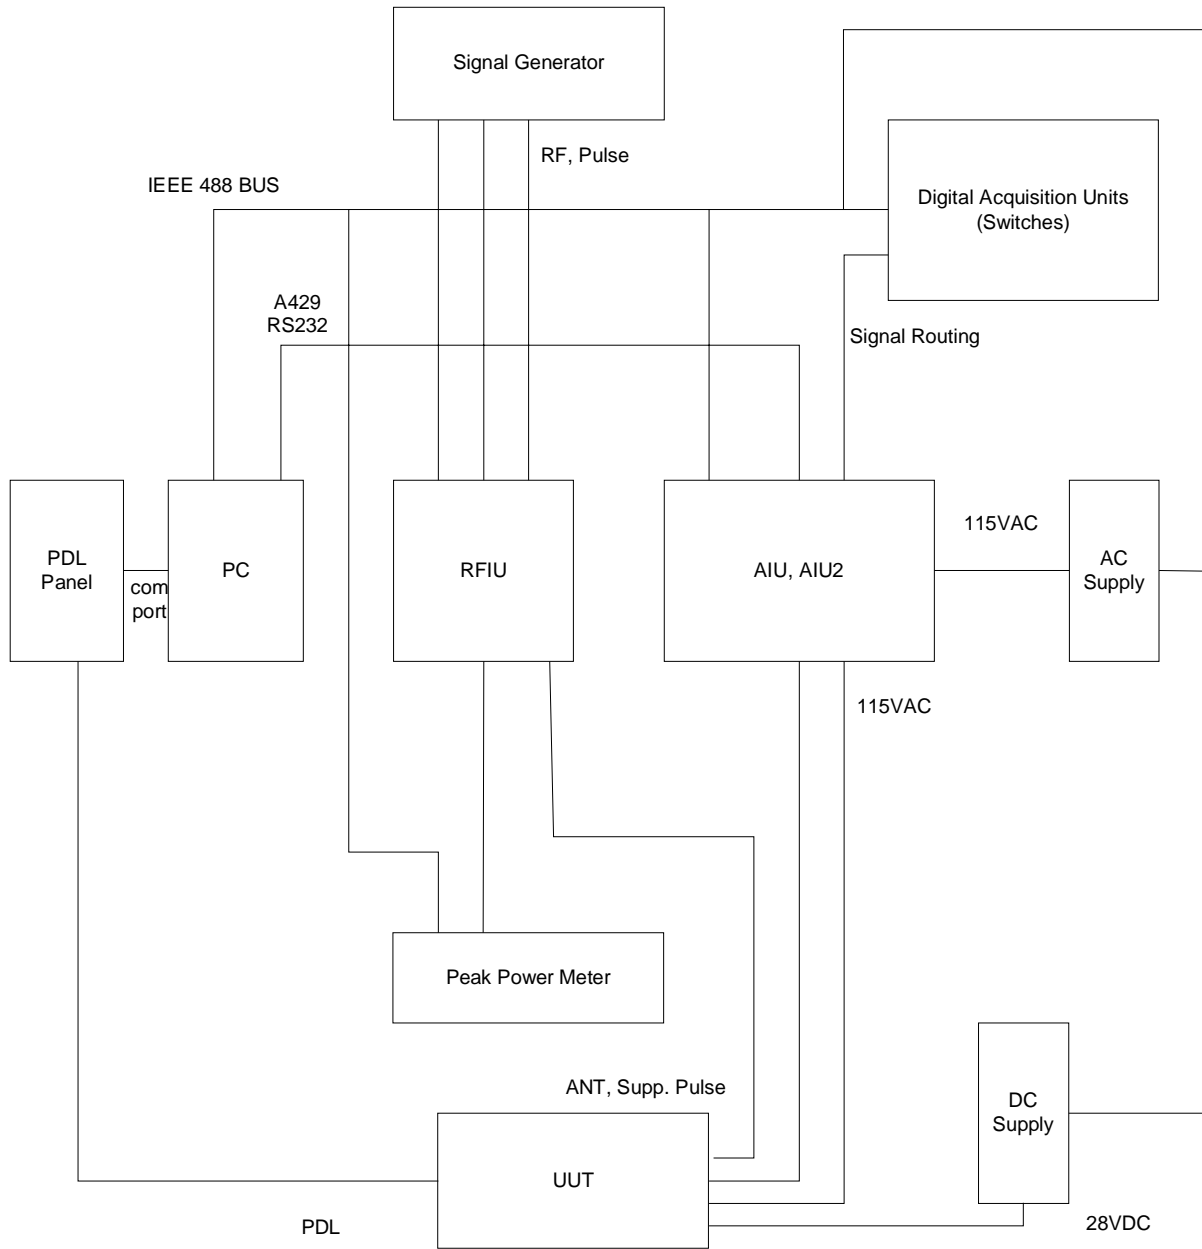 Signal Generator
RF, Pulse
IEEE 488 BUS
Digital Acquisition Units
(Switches)
A429
RS232
Signal Routing
PDL
Panel
com
port
PC
RFIU
AIU, AIU2
115VAC
AC
Supply
115VAC
Peak Power Meter
ANT, Supp. Pulse
DC
Supply
UUT
PDL
28VDC